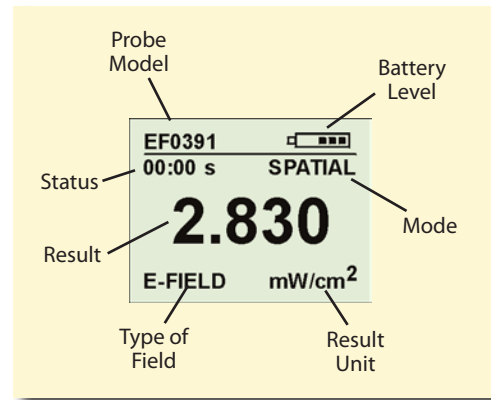 Probe
Model
Battery
Level
EF0391
Status
00:00 s SPATIAL
Mode
Result
2.830
E-FIELD mW/cm²
Type of
Field
Result
Unit